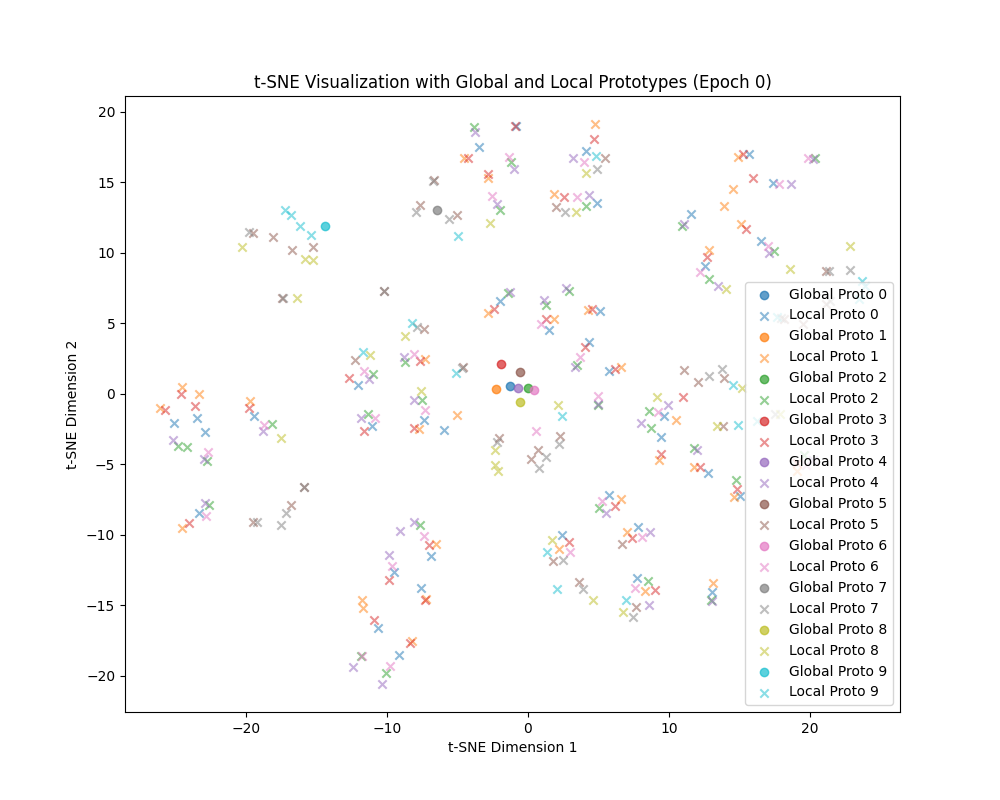 t-SNE Visualization with Global and Local Prototypes (Epoch 0)
20
15
10
5
0
−5
−10
−15
−20
t-SNE Dimension 2
Global Proto 0
Local Proto 0
Global Proto 1
Local Proto 1
Global Proto 2
Local Proto 2
Global Proto 3
Local Proto 3
Global Proto 4
Local Proto 4
Global Proto 5
Local Proto 5
Global Proto 6
Local Proto 6
Global Proto 7
Local Proto 7
Global Proto 8
Local Proto 8
Global Proto 9
Local Proto 9
−20
−10
0
10
20
t-SNE Dimension 1